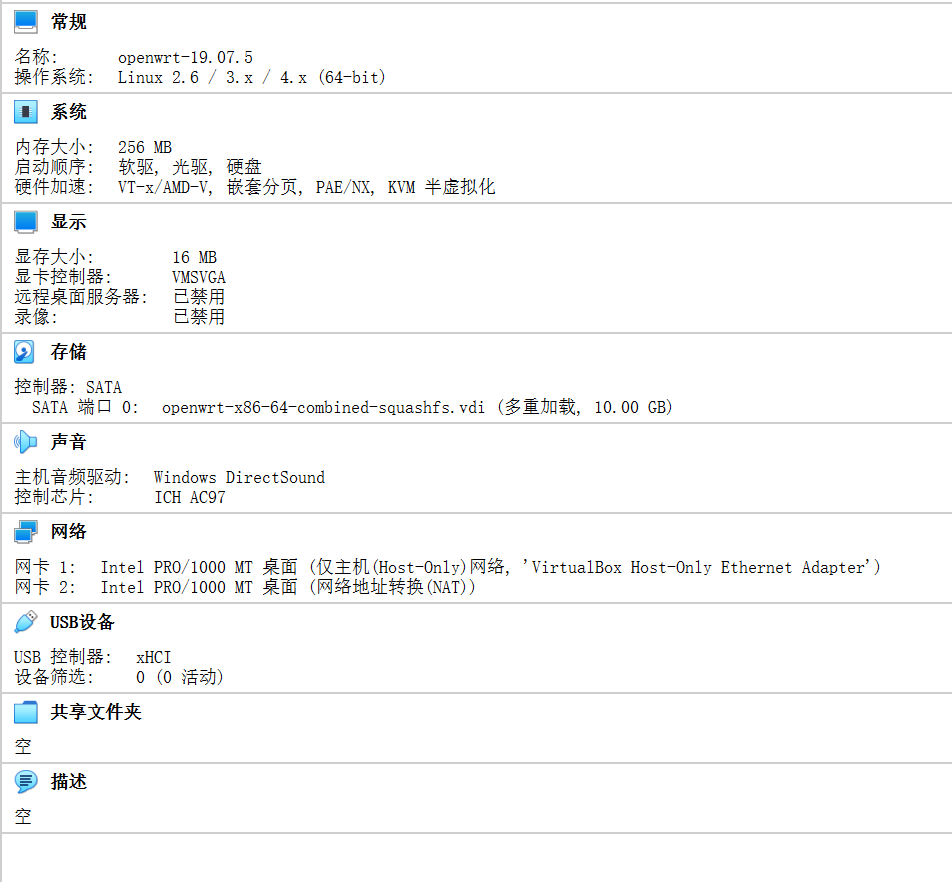 常规
名称: openwrt-19.07.5
操作系统: Linux 2.6 / 3.x / 4.x (64-bit)
系统
内存大小: 256 MB
启动顺序: 软驱, 光驱, 硬盘
硬件加速: VT-x/AMD-V, 嵌套分页, PAE/NX, KVM 半虚拟化
显示
显存大小: 16 MB
显卡控制器: VMSVGA
远程桌面服务器: 已禁用
录像: 已禁用
存储
控制器: SATA
SATA 端口 0: openwrt-x86-64-combined-squashfs.vdi (多重加载, 10.00 GB)
声音
主机音频驱动: Windows DirectSound
控制芯片: ICH AC97
网络
网卡 1: Intel PRO/1000 MT 桌面 (仅主机(Host-Only)网络, 'VirtualBox Host-Only Ethernet Adapter')
网卡 2: Intel PRO/1000 MT 桌面 (网络地址转换(NAT))
USB设备
USB 控制器: xHCI
设备筛选: 0 (0 活动)
共享文件夹
空
描述
空